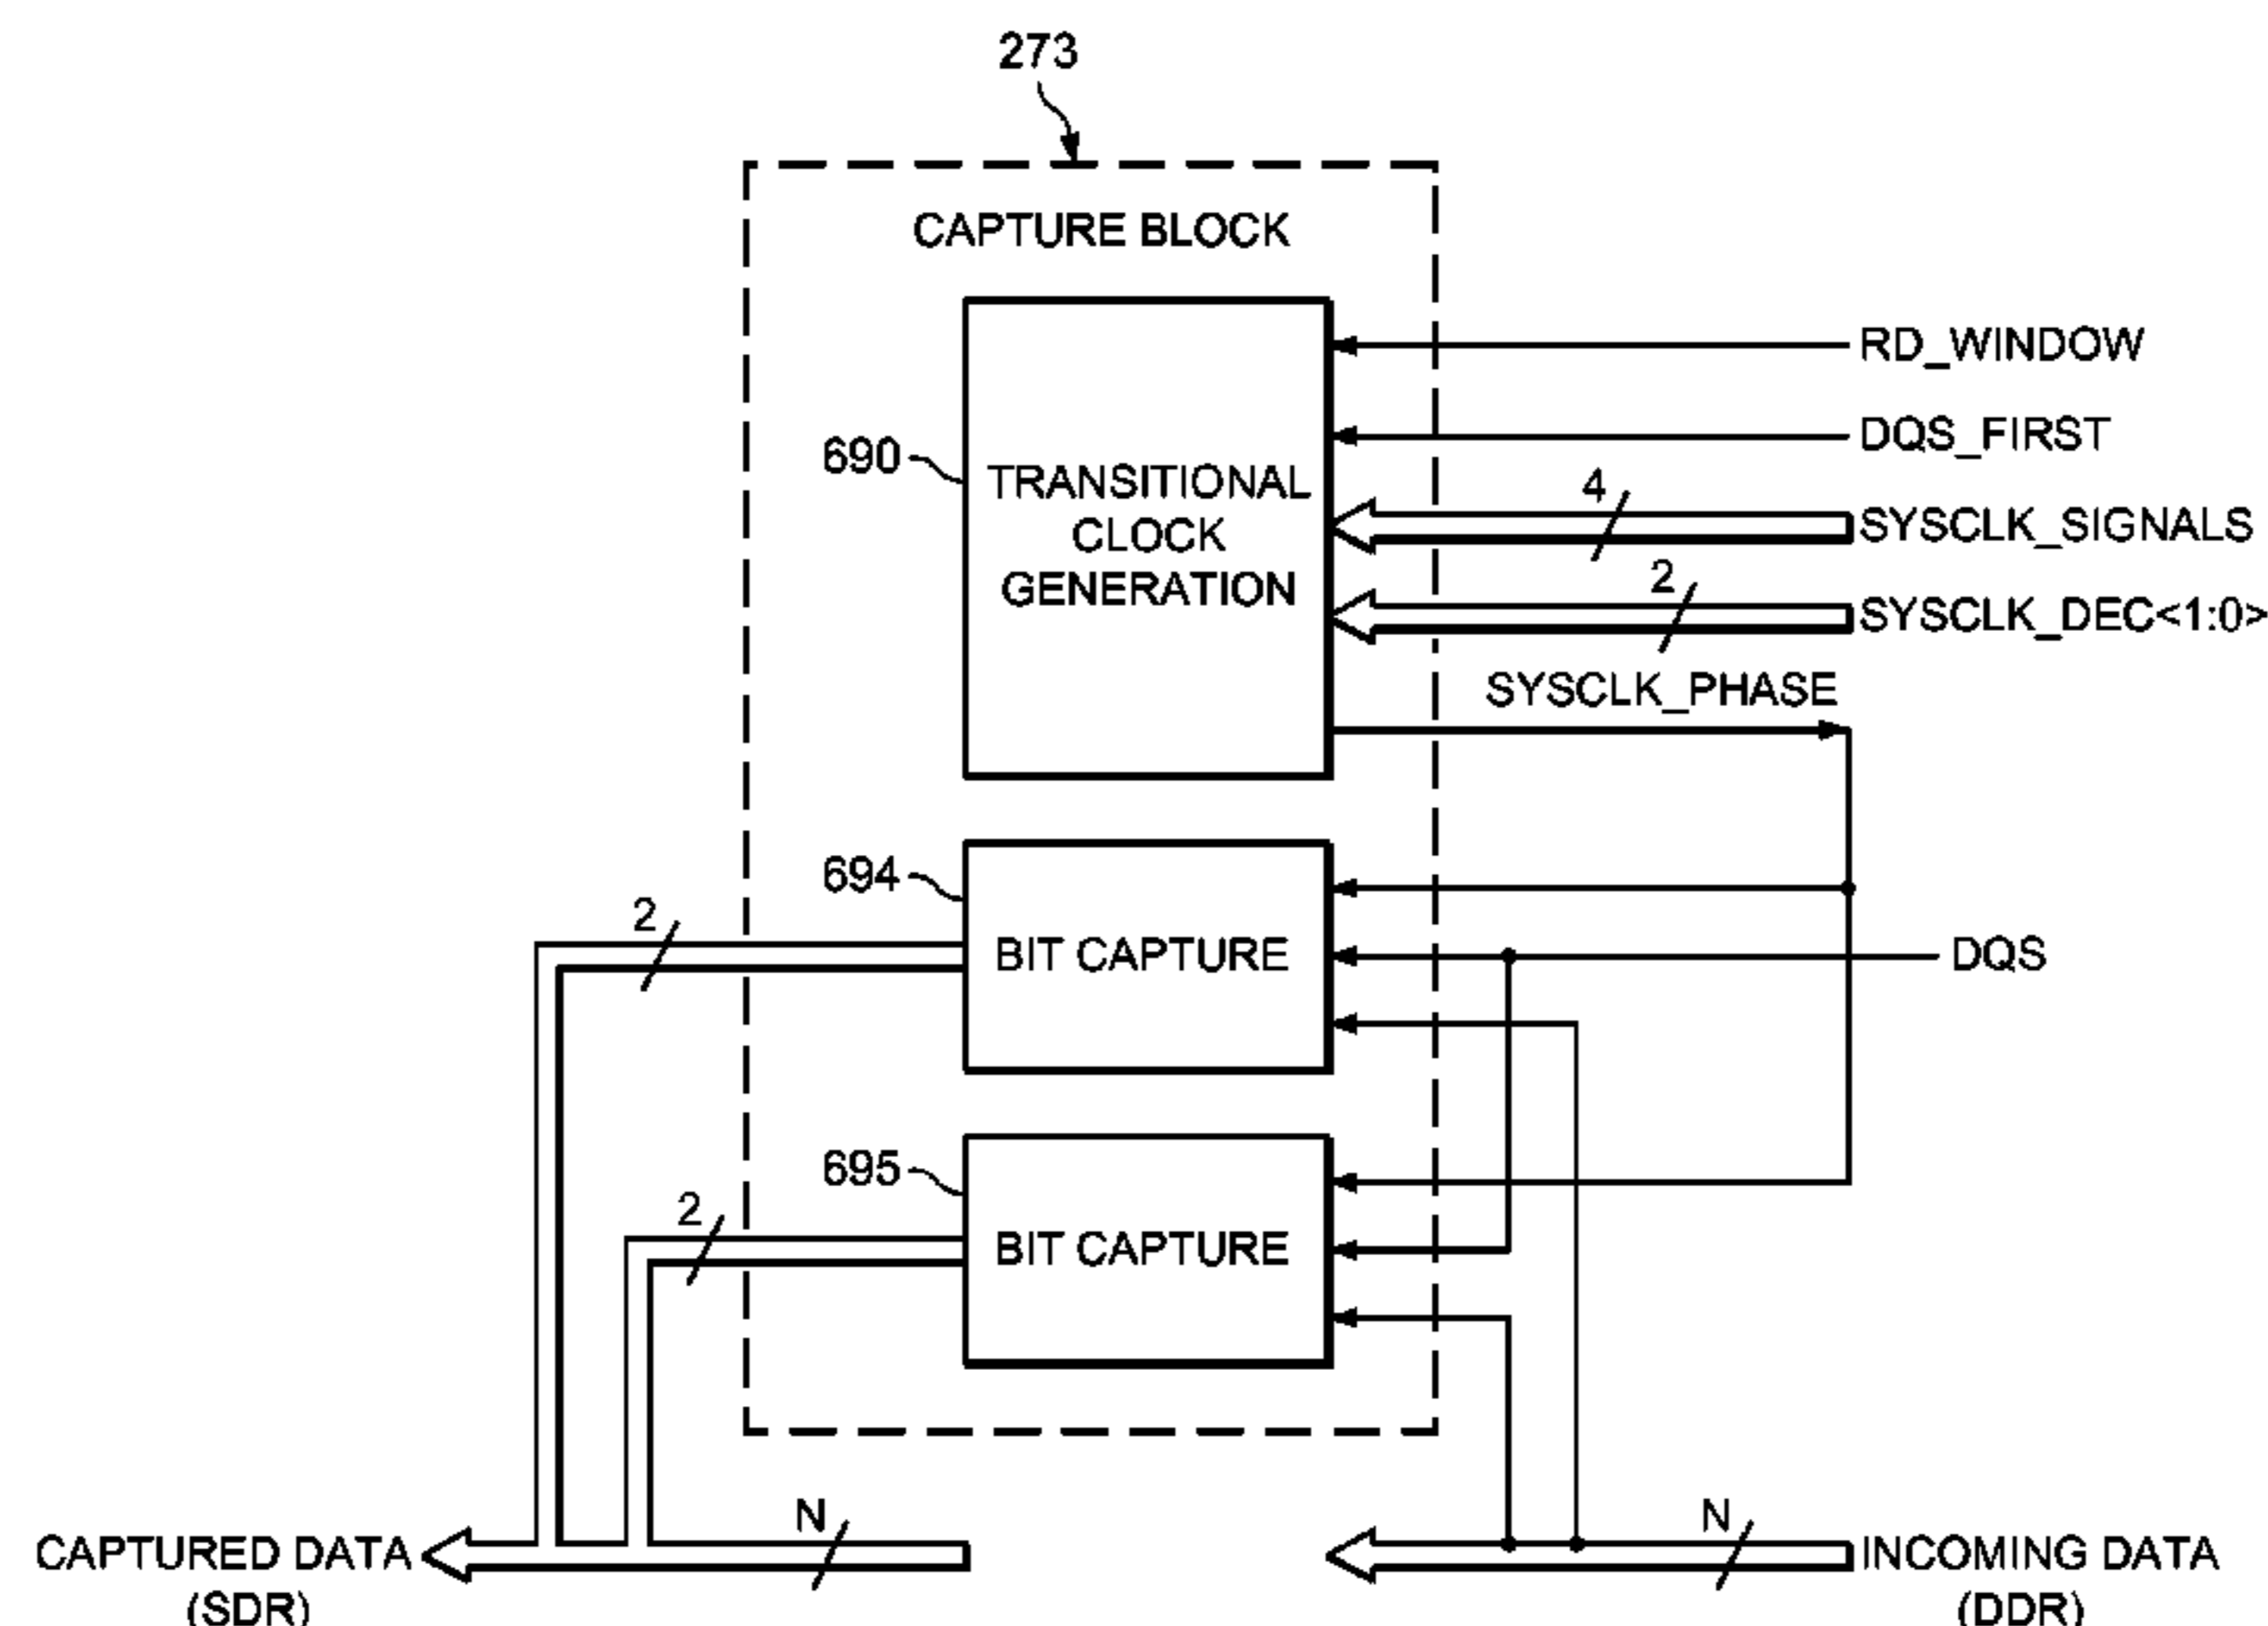 273
CAPTURE BLOCK
RD_WINDOW
DQS_FIRST
690
TRANSITIONAL
CLOCK
GENERATION
4
SYSCLK_SIGNALS
2
SYSCLK_DEC<1:0>
SYSCLK_PHASE
694
2
BIT CAPTURE
DQS
695
2
BIT CAPTURE
N
CAPTURED DATA
(SDR)
N
INCOMING DATA
(DDR)